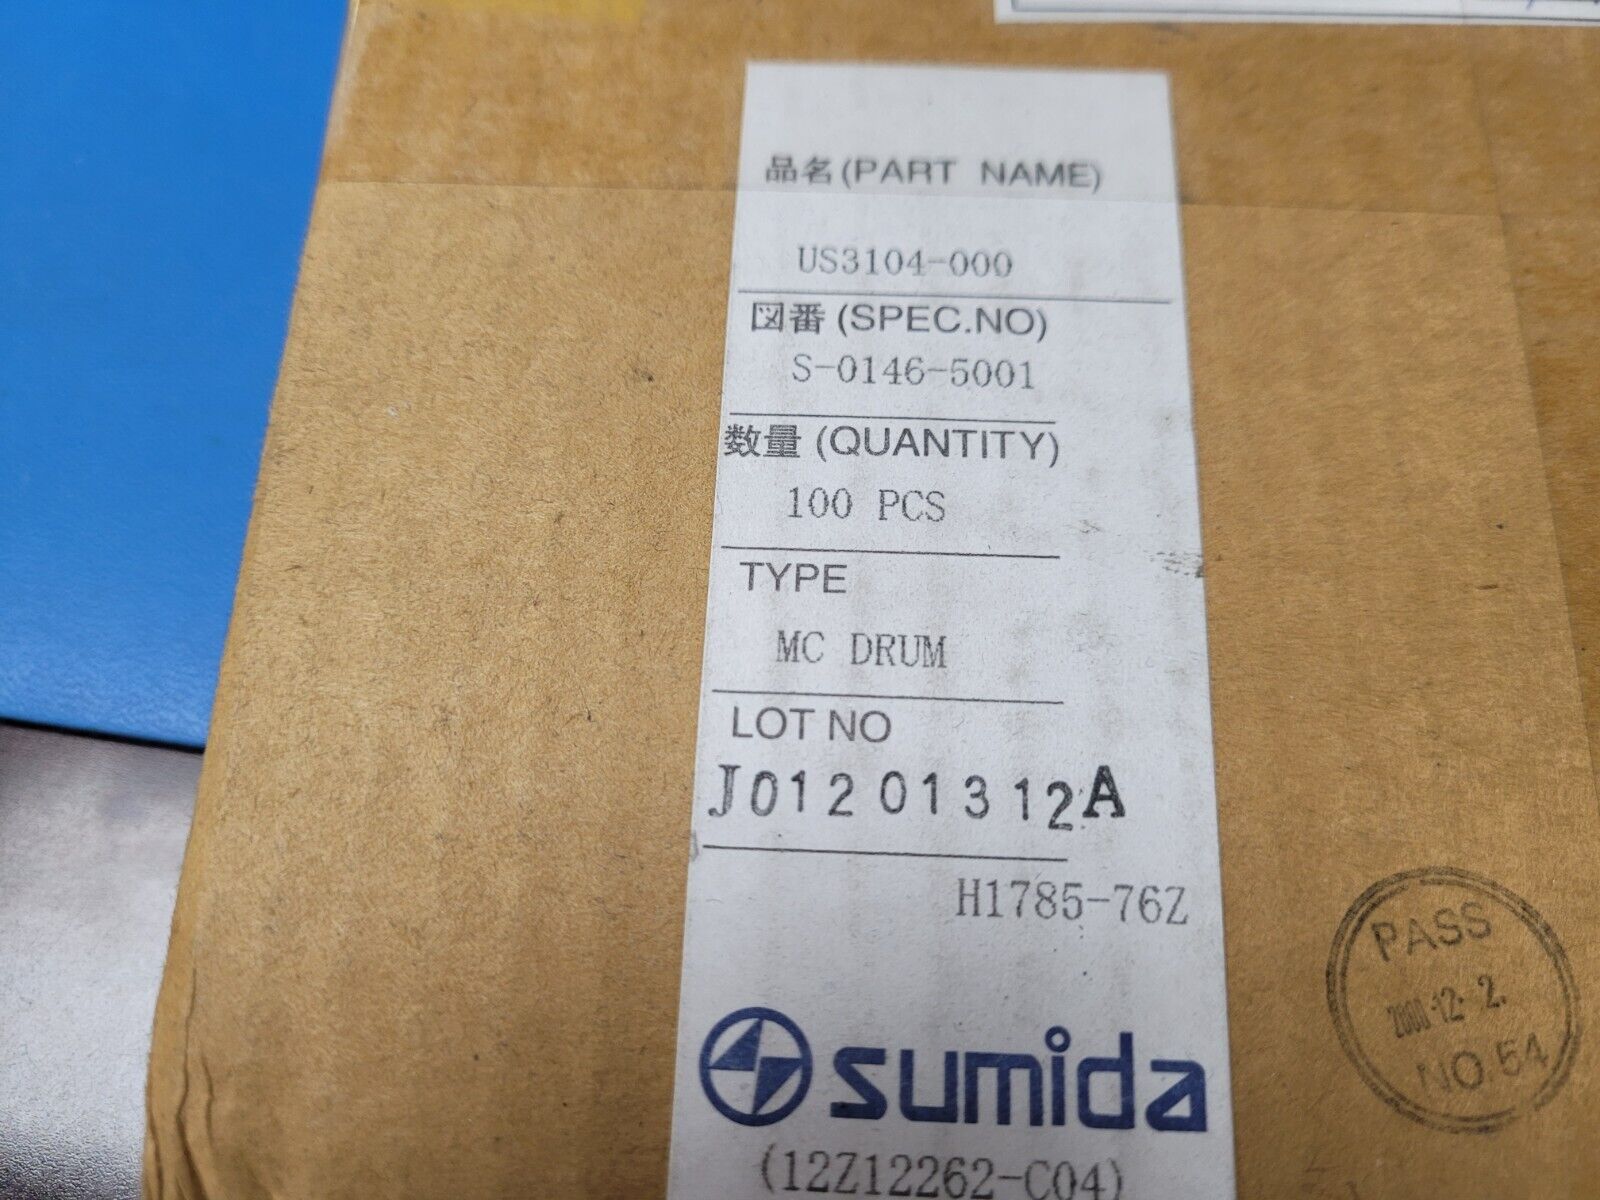 品名(PART NAME)
US3104-000
図番(SPEC.NO)
S-0146-5001
数量(QUANTITY)
100 PCS
TYPE
MC DRUM
LOT NO
J01201312A
H1785-76Z
sumida
(12Z12262-C04)
PASS
2000.12.2.
NO.54